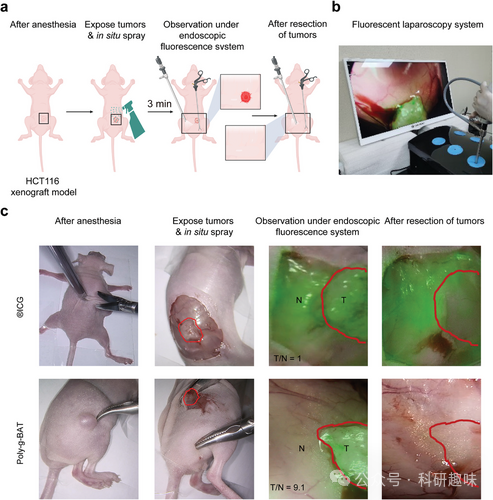 a
After anesthesia
Expose tumors
& in situ spray
Observation under
endoscopic
fluorescence system
After resection
of tumors
3 min
HCT116
xenograft model
b
Fluorescent laparoscopy system
c
After anesthesia
Expose tumors
& in situ spray
Observation under endoscopic
fluorescence system
After resection of tumors
®ICG
N
T
T/N = 1
Poly-g-BAT
N
T
T/N = 9.1
公众号 · 科研趣味